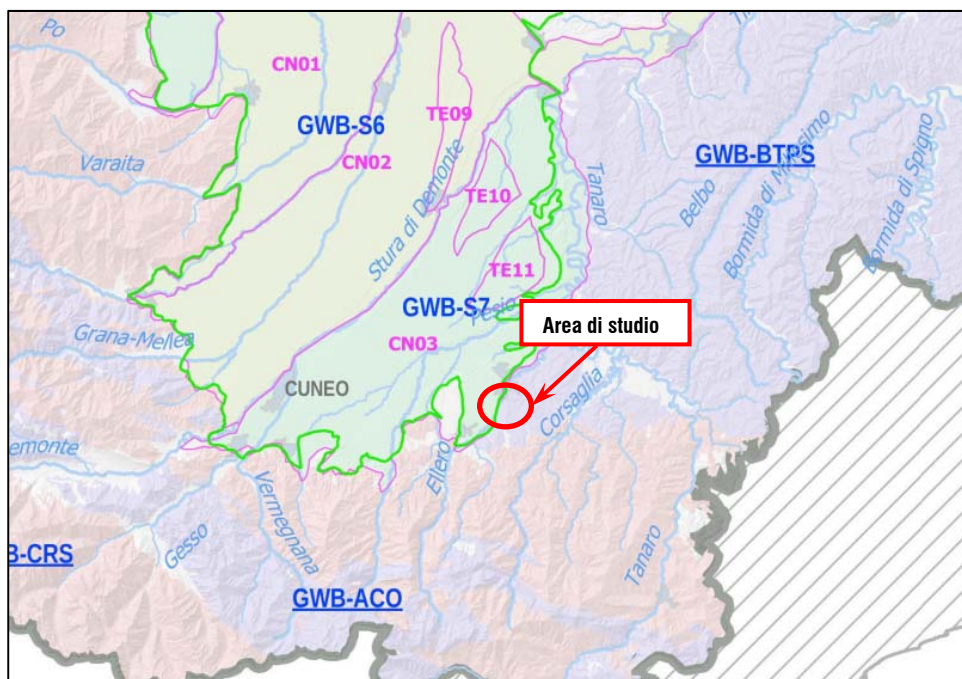 Po
CN01
TE09
GWB-S6
CN02
Varaita
Stura di Demonte
TE10
Tanaro
GWB-BTPS
Belbo
Bormida di Millesimo
Bormida di Spigno
TE11
GWB-S7
Pesio
Area di studio
CN03
Grana-Mellea
CUNEO
Corsaglia
emonte
Ellero
Vermegnana
Gesso
Tanaro
B-CRS
GWB-ACO